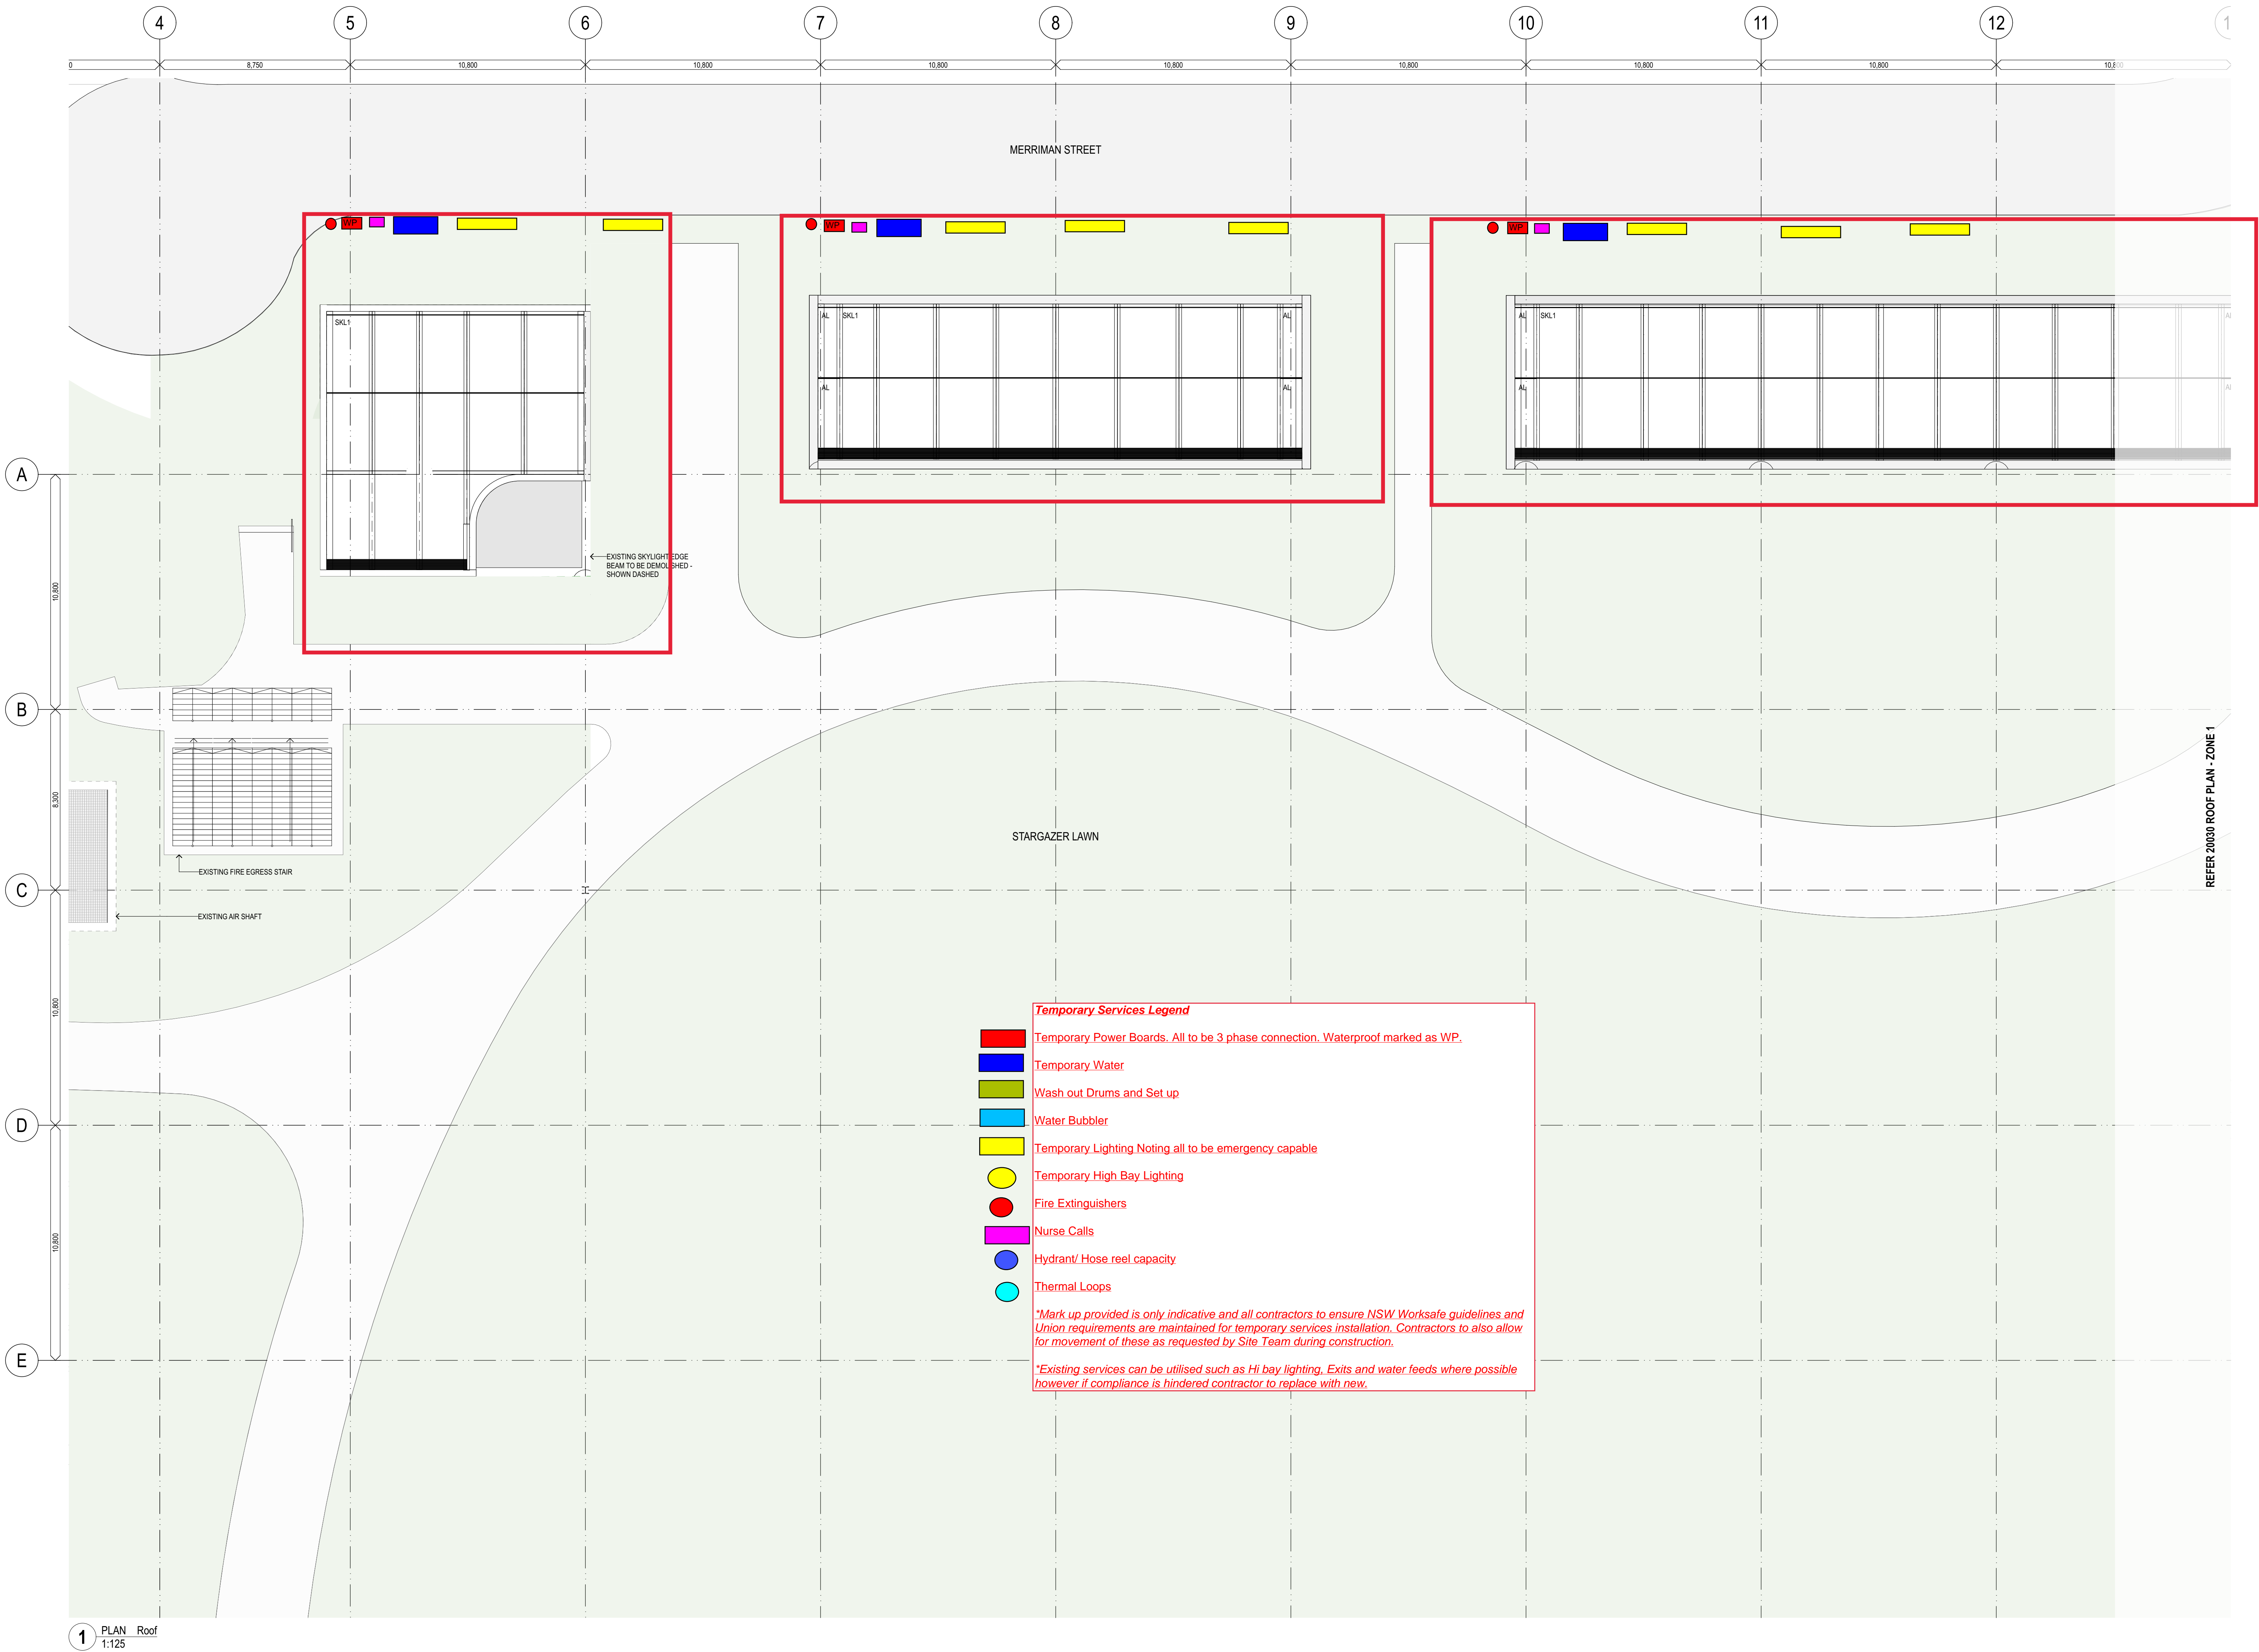 4 5 6 7 8 9 10 11 12 1
0 8,750 10,800 10,800 10,800 10,800 10,800 10,800 10,800 10,800
MERRIMAN STREET
WP WP WP
SKL1
AL SKL1 AL
AL SKL1
AL AL
AL
A
EXISTING SKYLIGHT EDGE
BEAM TO BE DEMOLISHED -
SHOWN DASHED
10,800
B
8,300
REFER 20030 ROOF PLAN - ZONE 1
STARGAZER LAWN
EXISTING FIRE EGRESS STAIR
C
EXISTING AIR SHAFT
10,800
D
10,800
E
Temporary Services Legend
Temporary Power Boards. All to be 3 phase connection. Waterproof marked as WP.
Temporary Water
Wash out Drums and Set up
Water Bubbler
Temporary Lighting Noting all to be emergency capable
Temporary High Bay Lighting
Fire Extinguishers
Nurse Calls
Hydrant/ Hose reel capacity
Thermal Loops
*Mark up provided is only indicative and all contractors to ensure NSW Worksafe guidelines and
Union requirements are maintained for temporary services installation. Contractors to also allow
for movement of these as requested by Site Team during construction.
*Existing services can be utilised such as Hi bay lighting, Exits and water feeds where possible
however if compliance is hindered contractor to replace with new.
1 PLAN Roof
1:125